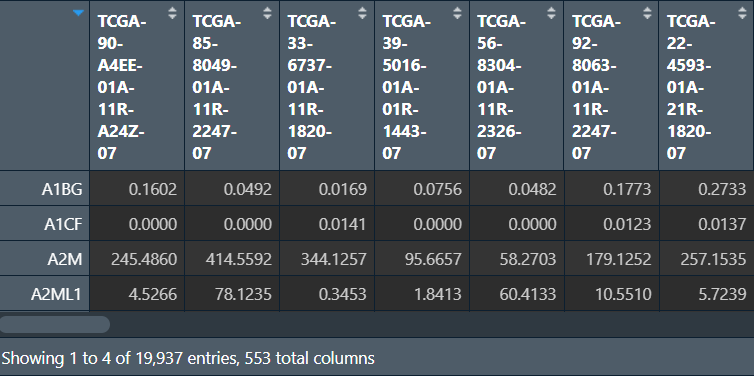 TCGA-90-A4EE-01A-11R-A24Z-07 TCGA-85-8049-01A-11R-2247-07 TCGA-33-6737-01A-11R-1820-07 TCGA-39-5016-01A-01R-1443-07 TCGA-56-8304-01A-11R-2326-07 TCGA-92-8063-01A-11R-2247-07 TCGA-22-4593-01A-21R-1820-07
A1BG 0.1602 0.0492 0.0169 0.0756 0.0482 0.1773 0.2733
A1CF 0.0000 0.0000 0.0141 0.0000 0.0000 0.0123 0.0137
A2M 245.4860 414.5592 344.1257 95.6657 58.2703 179.1252 257.1535
A2ML1 4.5266 78.1235 0.3453 1.8413 60.4133 10.5510 5.7239
Showing 1 to 4 of 19,937 entries, 553 total columns